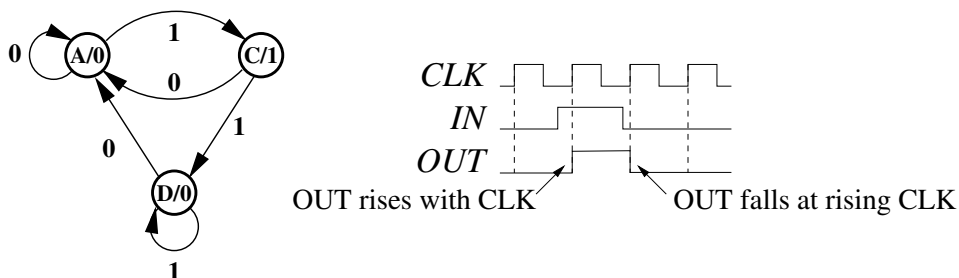 A/0
1
C/1
0
0
1
0
D/0
1
CLK
IN
OUT
OUT rises with CLK
OUT falls at rising CLK